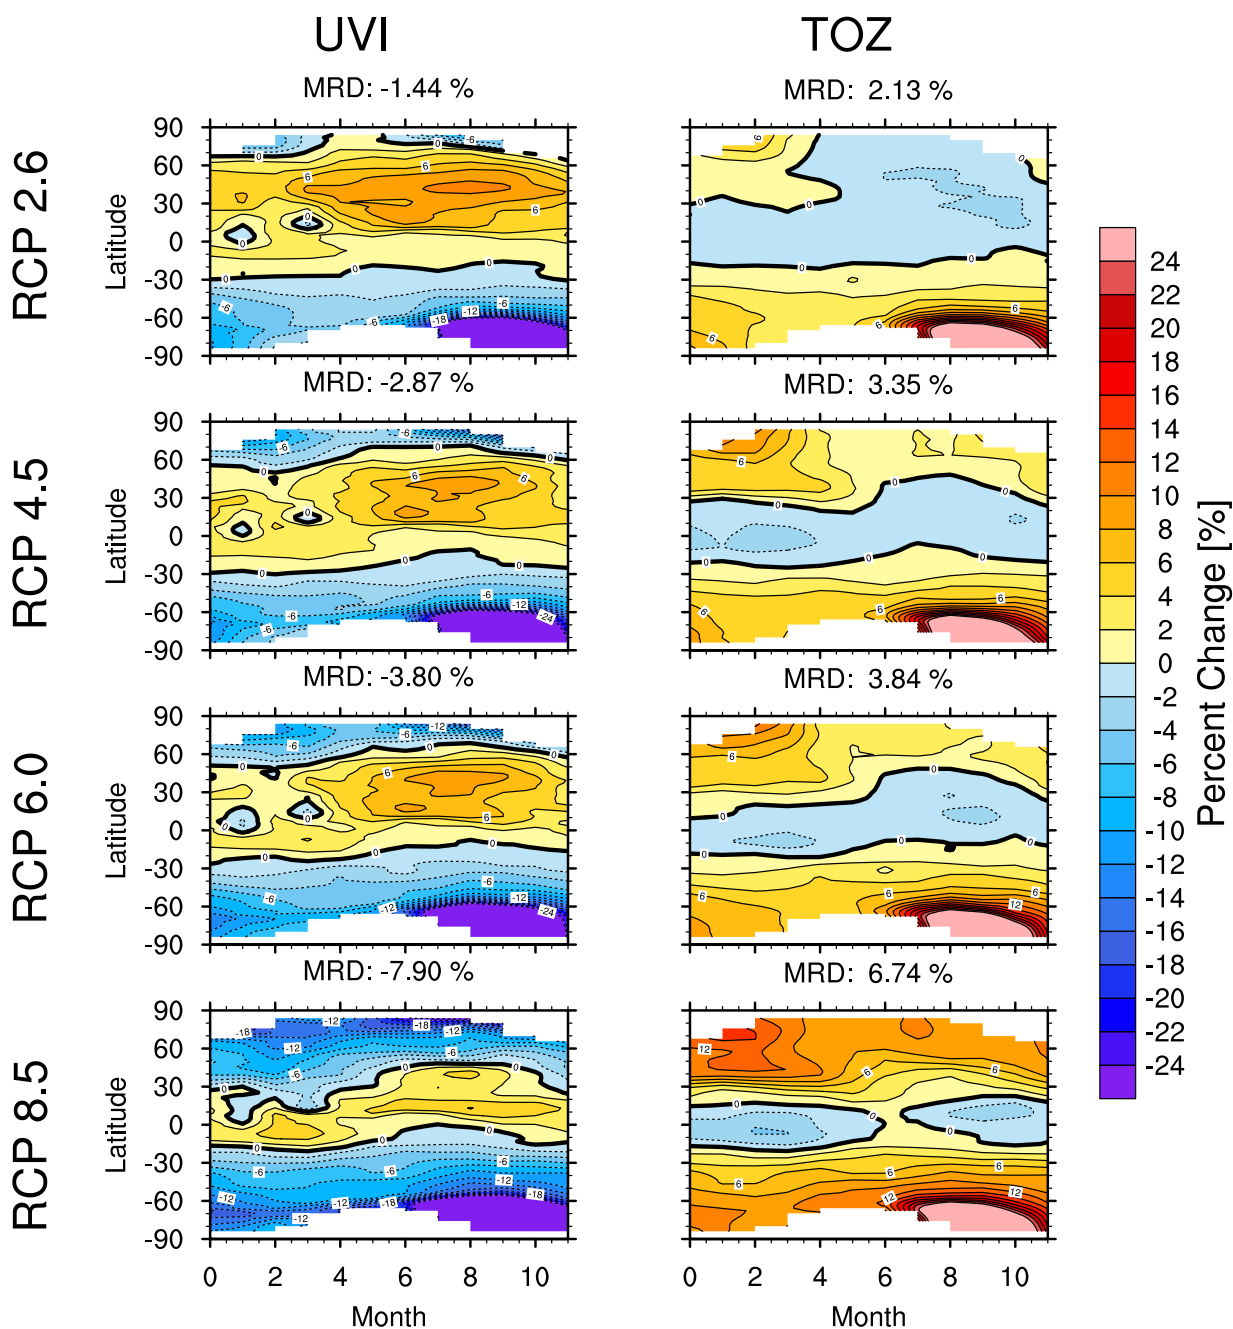 UVI
TOZ
MRD: -1.44 %
MRD: 2.13 %
RCP 2.6
Latitude
90
60
30
0
-30
-60
-90
MRD: -2.87 %
MRD: 3.35 %
RCP 4.5
Latitude
90
60
30
0
-30
-60
-90
MRD: -3.80 %
MRD: 3.84 %
RCP 6.0
Latitude
90
60
30
0
-30
-60
-90
MRD: -7.90 %
MRD: 6.74 %
RCP 8.5
Latitude
90
60
30
0
-30
-60
-90
0 2 4 6 8 10
0 2 4 6 8 10
Month
Month
24
22
20
18
16
14
12
10
8
6
4
2
0
-2
-4
-6
-8
-10
-12
-14
-16
-18
-20
-22
-24
Percent Change [%]